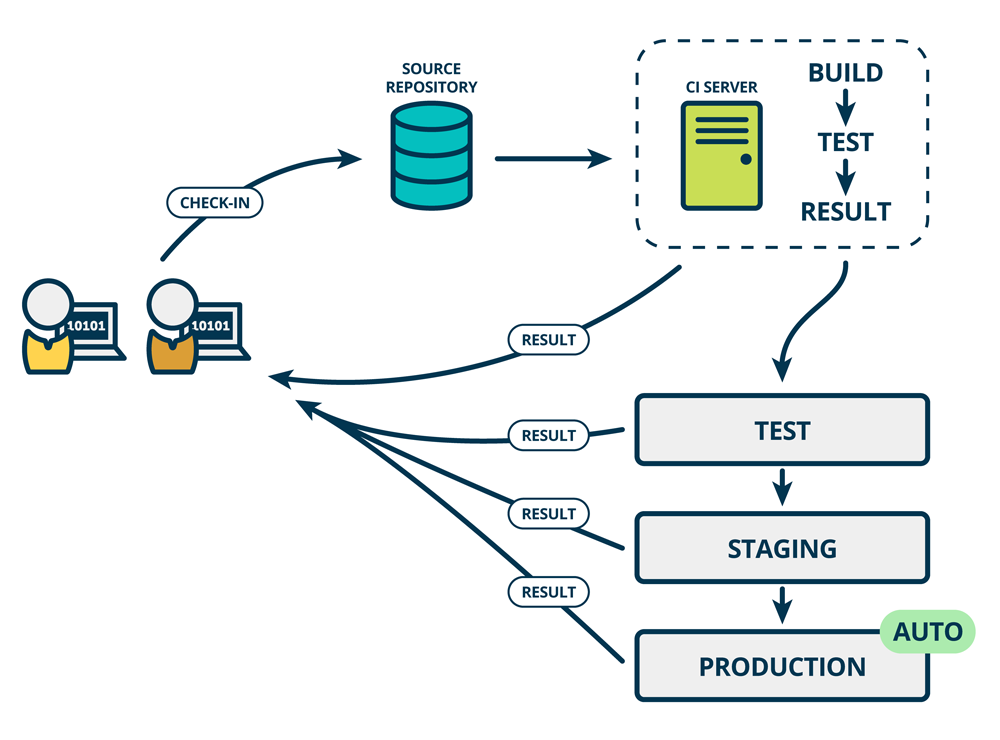 SOURCE
REPOSITORY
CI SERVER
BUILD
TEST
RESULT
CHECK-IN
10101
10101
RESULT
RESULT
TEST
RESULT
STAGING
RESULT
AUTO
PRODUCTION